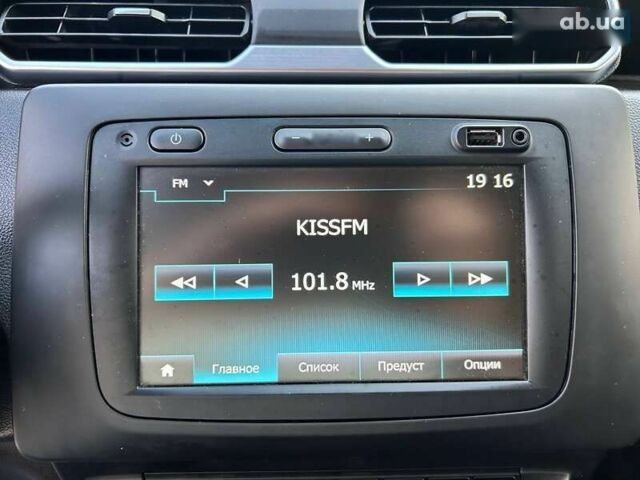 ab.ua
FM 19 16
KISSFM
101.8 MHz
Главное Список Предуст Опции